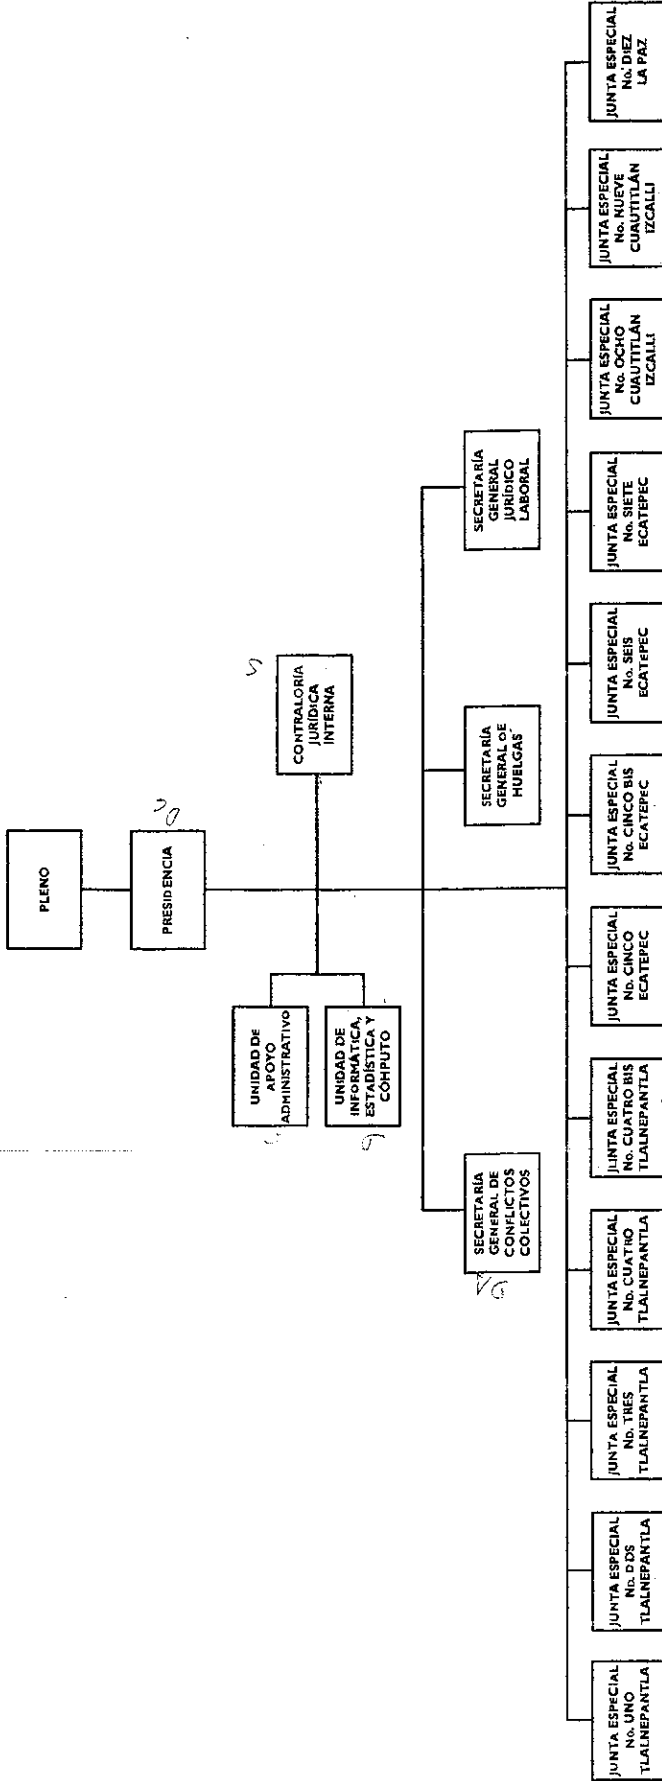 PLENO
PRESIDENCIA
CONTRALORÍA
JURÍDICA
INTERNA
UNIDAD DE
APOYO
ADMINISTRATIVO
UNIDAD DE
INFORMÁTICA,
ESTADÍSTICA Y
CÓMPUTO
SECRETARÍA
GENERAL DE
CONFLICTOS
COLECTIVOS
SECRETARÍA
GENERAL DE
HUELGAS
SECRETARÍA
GENERAL
JURÍDICO
LABORAL
JUNTA ESPECIAL
No. UNO
TLALNEPANTLA
JUNTA ESPECIAL
No. DOS
TLALNEPANTLA
JUNTA ESPECIAL
No. TRES
TLALNEPANTLA
JUNTA ESPECIAL
No. CUATRO
TLALNEPANTLA
JUNTA ESPECIAL
No. CUATRO BIS
TLALNEPANTLA
JUNTA ESPECIAL
No. CINCO
ECATEPEC
JUNTA ESPECIAL
No. CINCO BIS
ECATEPEC
JUNTA ESPECIAL
No. SEIS
ECATEPEC
JUNTA ESPECIAL
No. SIETE
ECATEPEC
JUNTA ESPECIAL
No. OCHO
CUAUTITLÁN
IZCALLI
JUNTA ESPECIAL
No. NUEVE
CUAUTITLÁN
IZCALLI
JUNTA ESPECIAL
No. DIEZ
LA PAZ